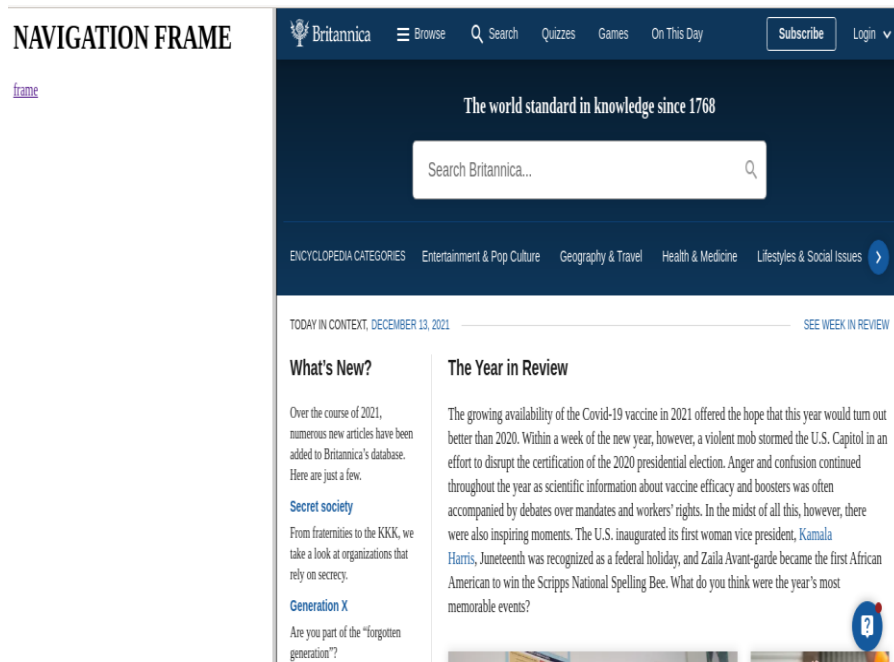 NAVIGATION FRAME
frame
Britannica
Browse
Search
Quizzes
Games
On This Day
Subscribe
Login
The world standard in knowledge since 1768
Search Britannica...
ENCYCLOPEDIA CATEGORIES
Entertainment & Pop Culture
Geography & Travel
Health & Medicine
Lifestyles & Social Issues
TODAY IN CONTEXT, DECEMBER 13, 2021
SEE WEEK IN REVIEW
What's New?
Over the course of 2021,
numerous new articles have been
added to Britannica's database.
Here are just a few.
Secret society
From fraternities to the KKK, we
take a look at organizations that
rely on secrecy.
Generation X
Are you part of the “forgotten
generation”?
The Year in Review
The growing availability of the Covid-19 vaccine in 2021 offered the hope that this year would turn out
better than 2020. Within a week of the new year, however, a violent mob stormed the U.S. Capitol in an
effort to disrupt the certification of the 2020 presidential election. Anger and confusion continued
throughout the year as scientific information about vaccine efficacy and boosters was often
accompanied by debates over mandates and workers' rights. In the midst of all this, however, there
were also inspiring moments. The U.S. inaugurated its first woman vice president, Kamala
Harris, Juneteenth was recognized as a federal holiday, and Zaila Avant-garde became the first African
American to win the Scripps National Spelling Bee. What do you think were the year's most
memorable events?